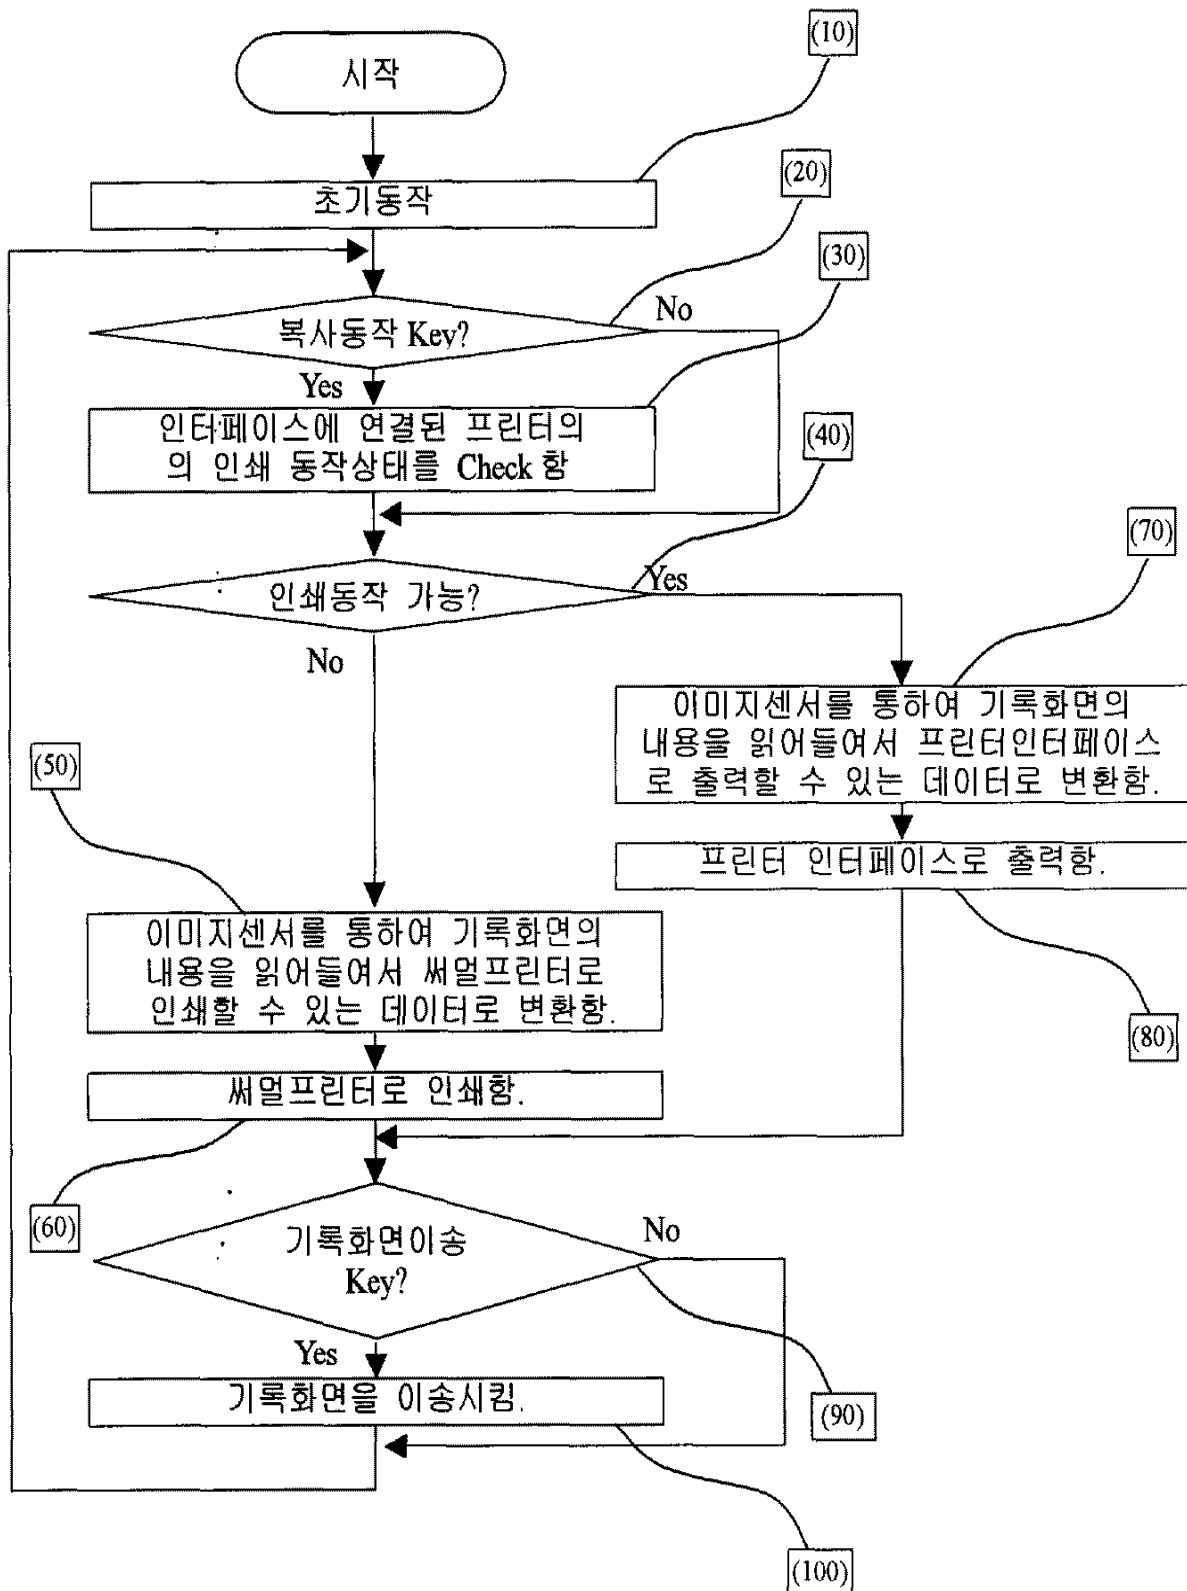 (10)
시작
(20)
초기동작
(30)
No
복사동작 Kev?
Yes
인터페이스에 연결된 프린터의
의 인쇄 동작상태를 Check 함
(40)
(70)
인쇄동작 가능?
Yes
No
이미지센서를 통하여 기록화면의
내용을 읽어들여서 프린터인터페이스
로 출력할 수 있는 데이터로 변환함.
(50)
프린터 인터페이스로 출력함.
이미지센서를 통하여 기록화면의
내용을 읽어들여서 써멀프린터로
인쇄할 수 있는 데이터로 변환함.
(80)
써멀프린터로 인쇄함.
(60)
No
기록화면이송
Key?
Yes
기록화면을 이송시킴.
(90)
(100)